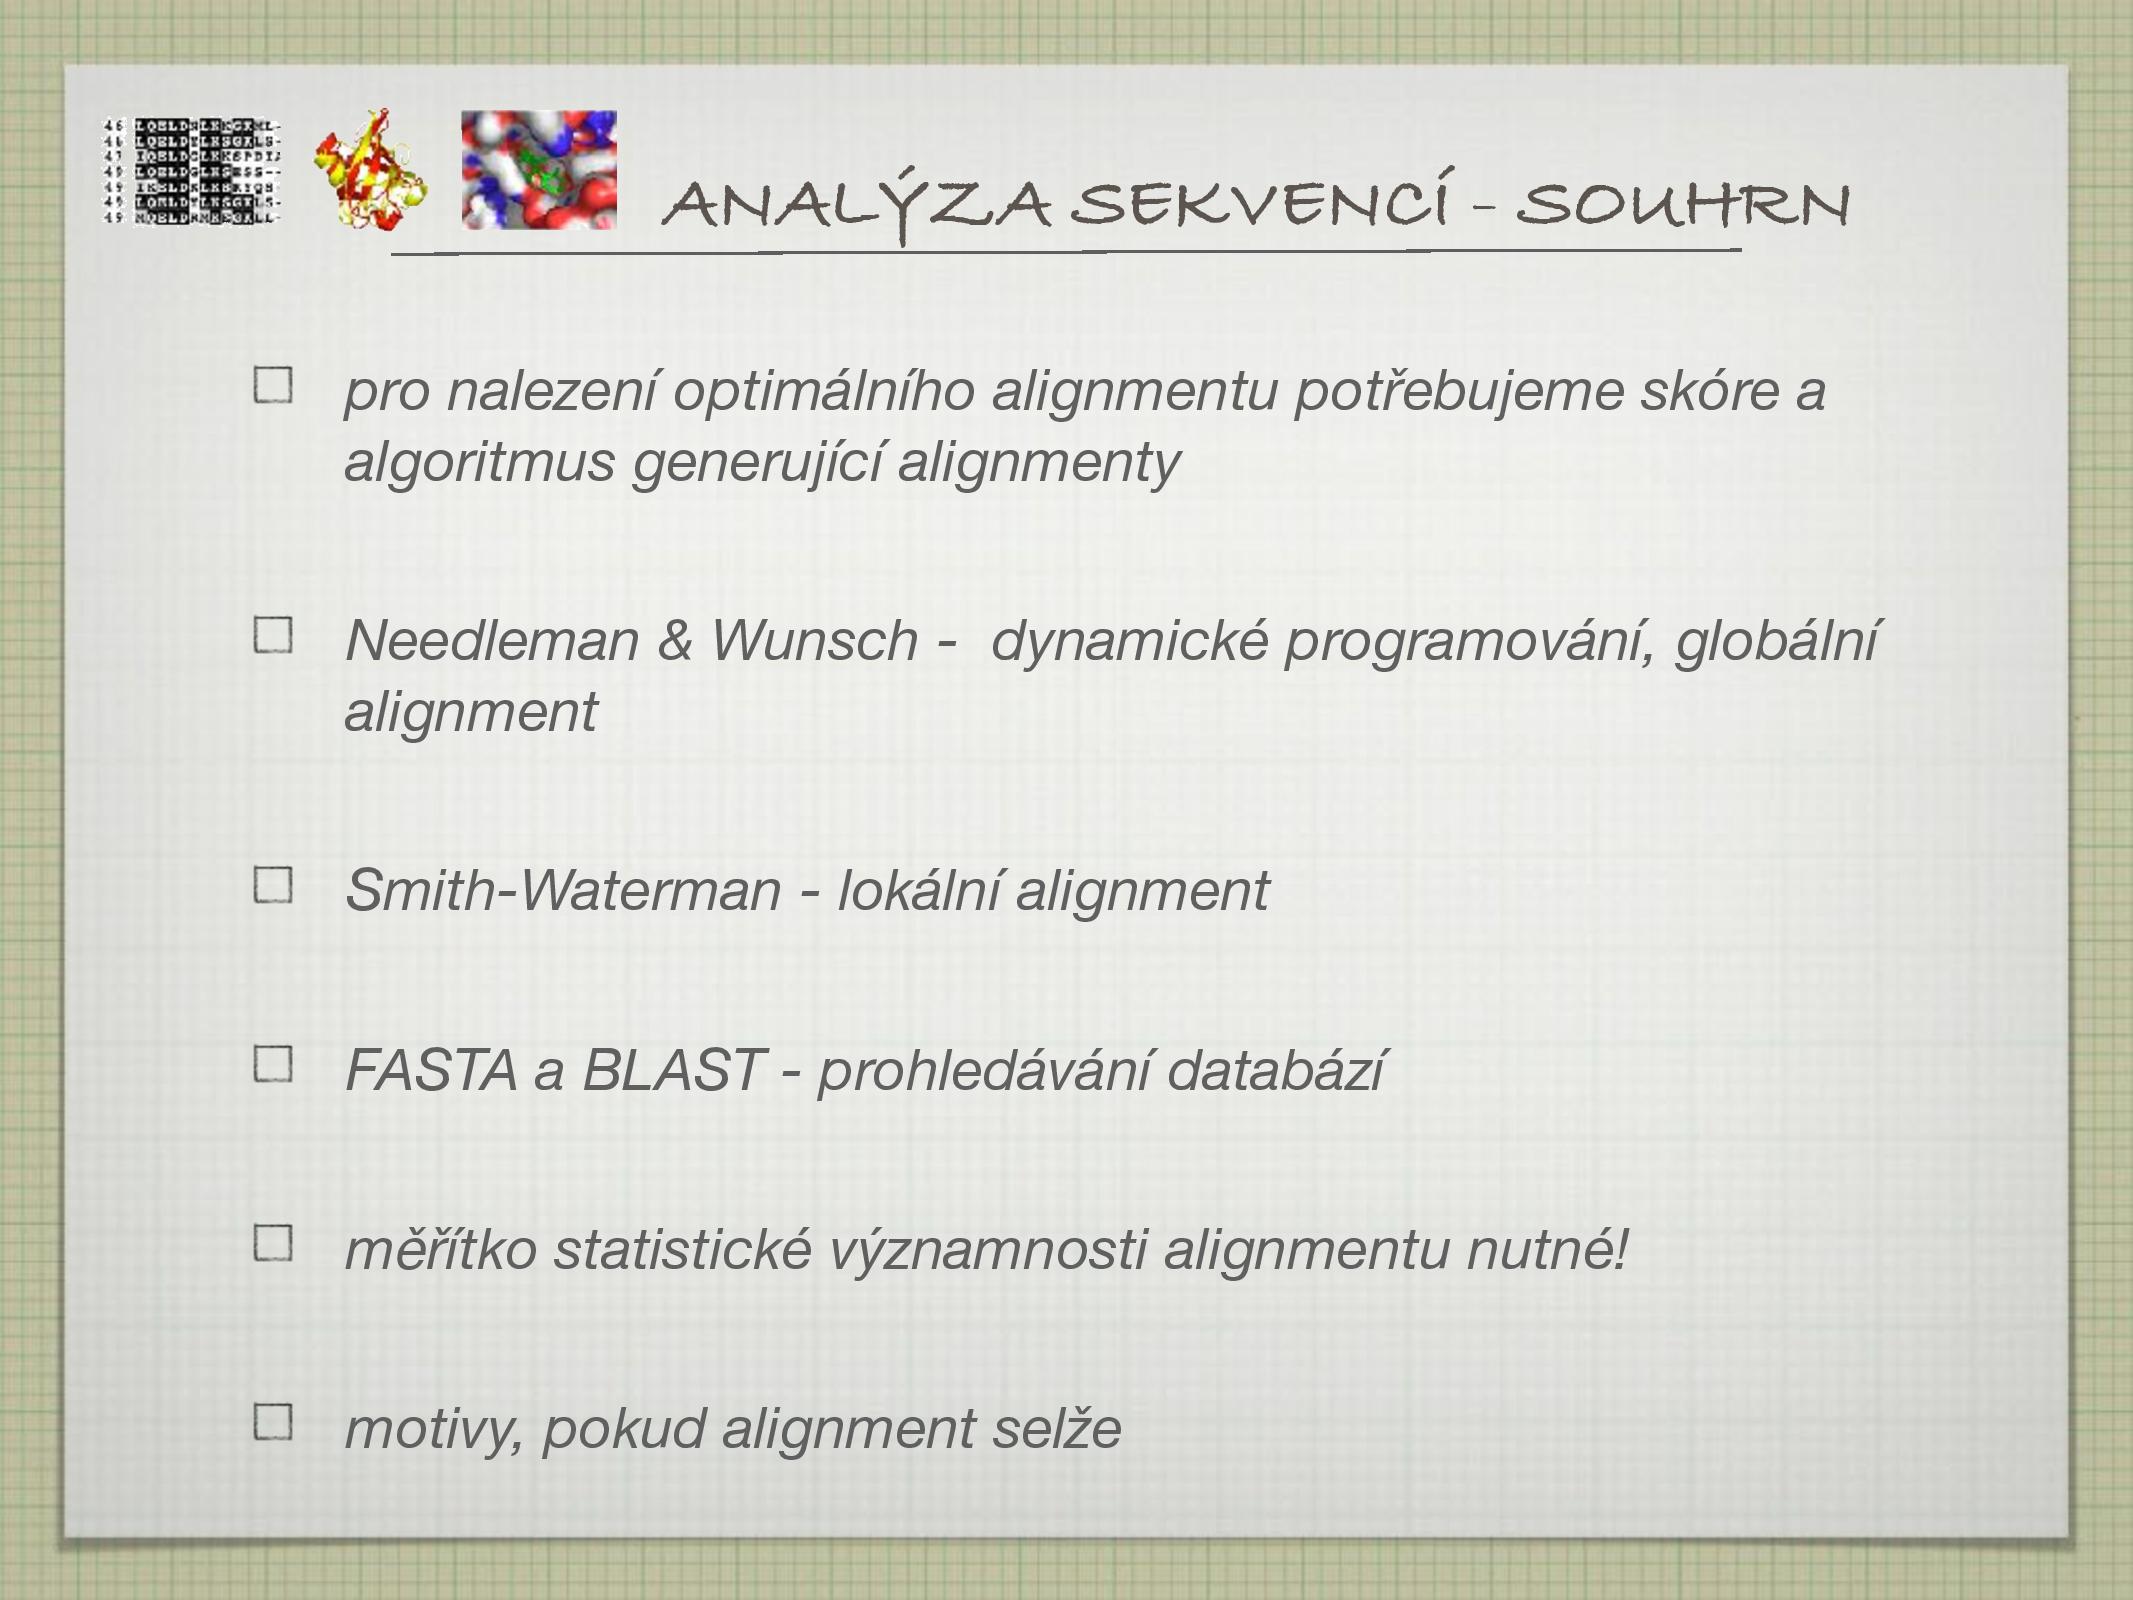 ANALÝZA SEKVENCÍ - SOUHRN
pro nalezení optimálního alignmentu potřebujeme skóre a
algoritmus generující alignmenty
Needleman & Wunsch - dynamické programování, globální
alignment
Smith-Waterman - lokální alignment
FASTA a BLAST - prohledávání databází
měřítko statistické významnosti alignmentu nutné!
motivy, pokud alignment selže